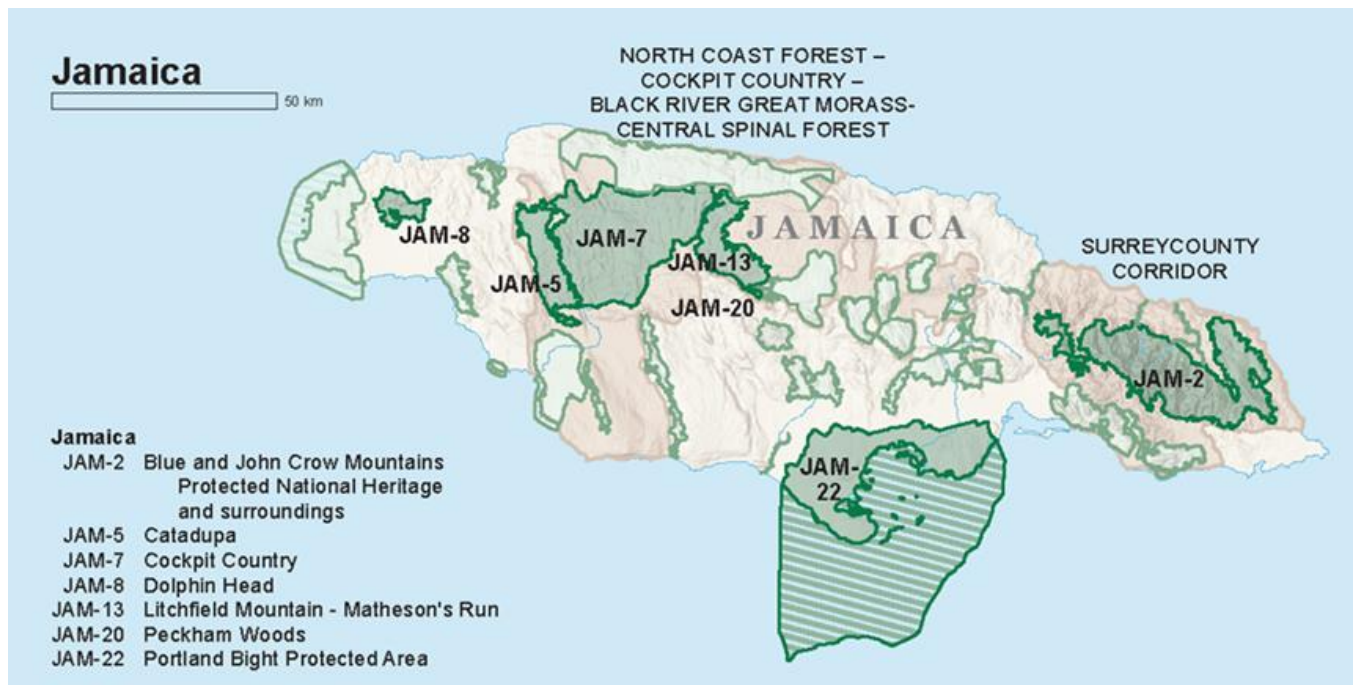 Jamaica
50 km
NORTH COAST FOREST –
COCKPIT COUNTRY –
BLACK RIVER GREAT MORASS-
CENTRAL SPINAL FOREST
JAMAICA
SURREYCOUNTY
CORRIDOR
JAM-8
JAM-7
JAM-13
JAM-5
JAM-20
JAM-2
JAM-
22
Jamaica
JAM-2 Blue and John Crow Mountains
Protected National Heritage
and surroundings
JAM-5 Catadupa
JAM-7 Cockpit Country
JAM-8 Dolphin Head
JAM-13 Litchfield Mountain - Matheson's Run
JAM-20 Peckham Woods
JAM-22 Portland Bight Protected Area